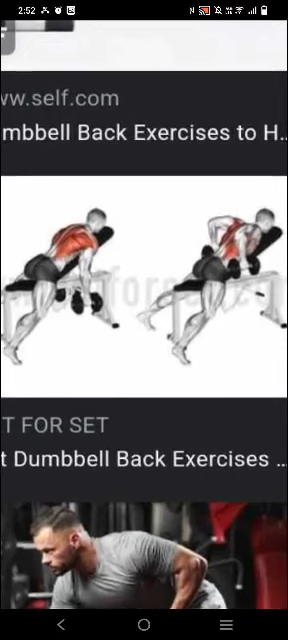 2:52
ww.self.com
mbbell Back Exercises to H...
T FOR SET
t Dumbbell Back Exercises ...